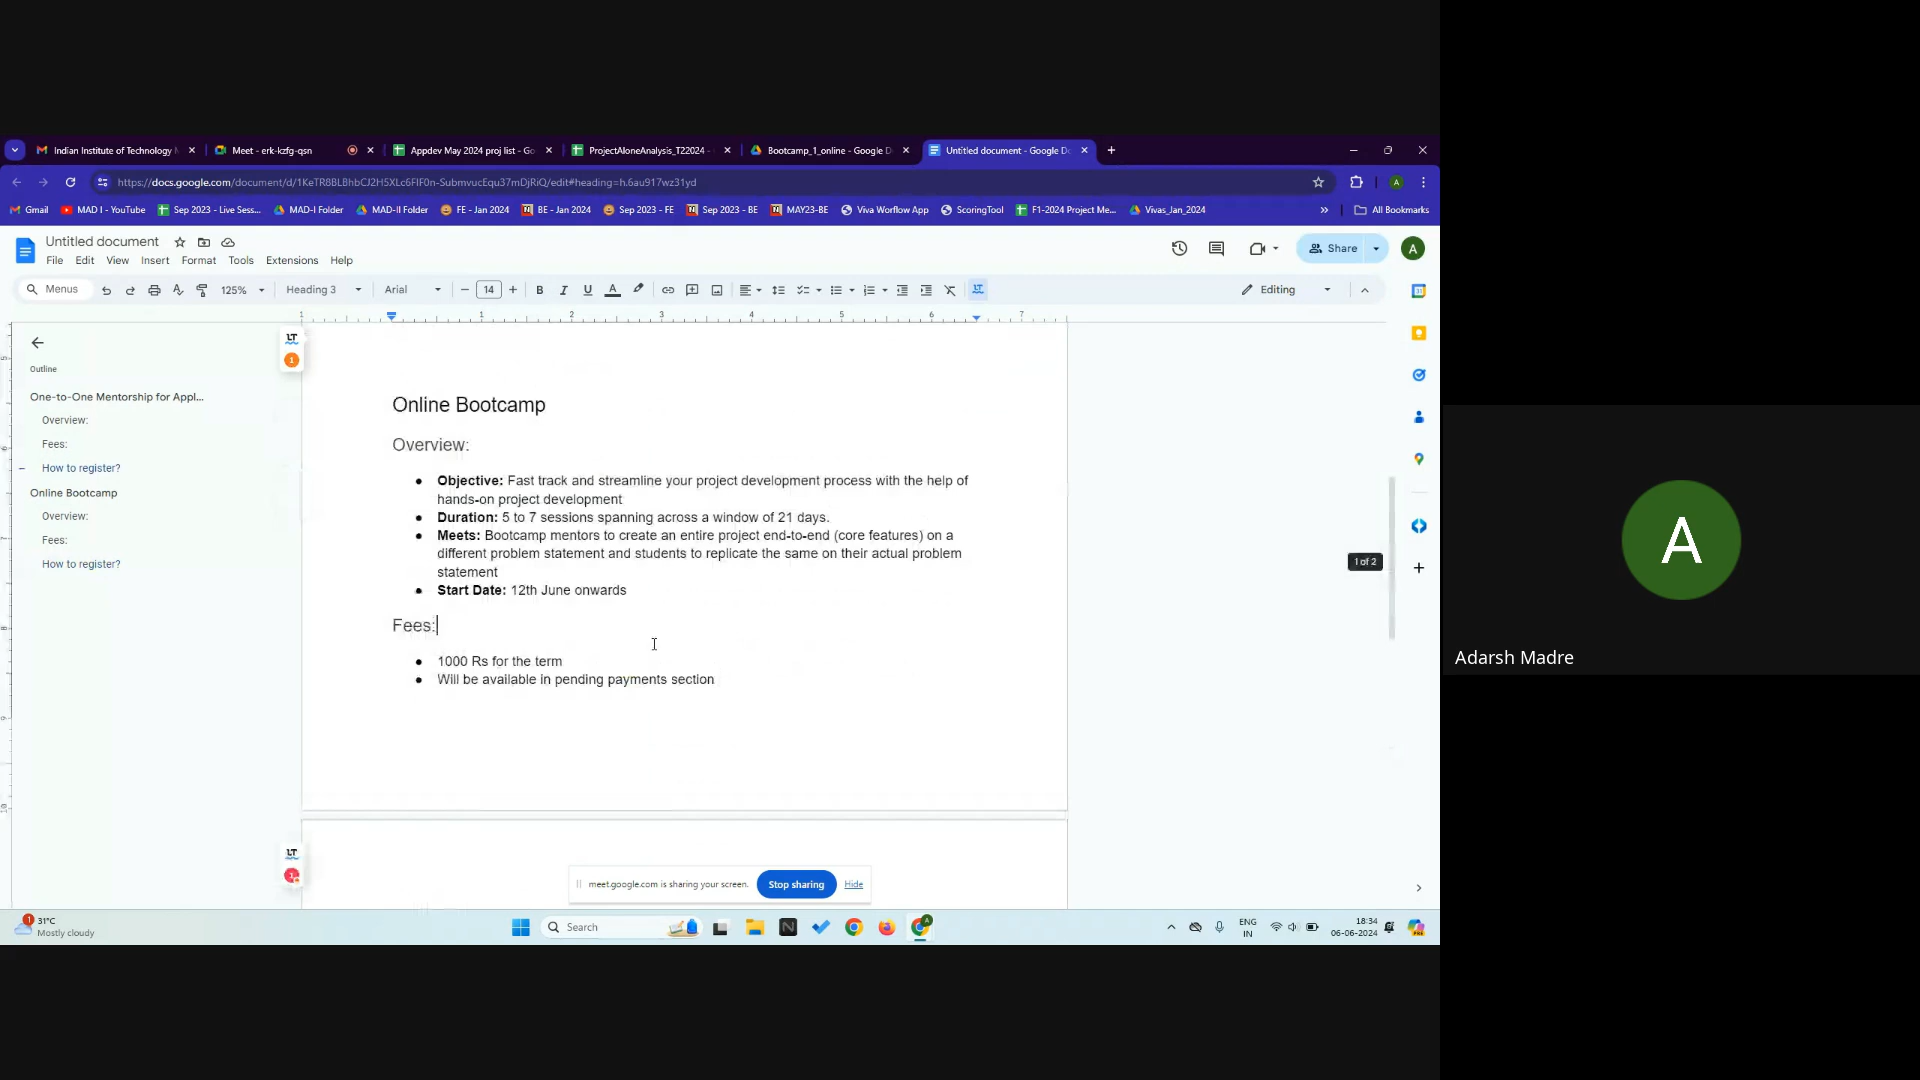 Indian Institute of Technology M
Meet - erk-kzfg-qsn
Appdev May 2024 proj list - Go
ProjectAloneAnalysis_T22024 -
Bootcamp_1_online - Google D
Untitled document - Google Do
https://docs.google.com/document/d/1KeTR8BLBhbCJ2H5XLc6FlF0n-SubmvucEqu37mDjRiQ/edit#heading=h.6au917wz31yd
Gmail
MAD I - YouTube
Sep 2023 - Live Sess...
MAD-I Folder
MAD-II Folder
FE - Jan 2024
BE - Jan 2024
Sep 2023 - FE
Sep 2023 - BE
MAY23-BE
Viva Worflow App
ScoringTool
F1-2024 Project Me...
Vivas_Jan_2024
All Bookmarks
Untitled document
File Edit View Insert Format Tools Extensions Help
Share
A
Menus
125%
Heading 3
Arial
14
Editing
1 1 2 3 4 5 6 7
Outline
One-to-One Mentorship for Appl...
Overview:
Fees:
How to register?
Online Bootcamp
Overview:
Fees:
How to register?
Online Bootcamp
Overview:
Objective: Fast track and streamline your project development process with the help of
hands-on project development
Duration: 5 to 7 sessions spanning across a window of 21 days.
Meets: Bootcamp mentors to create an entire project end-to-end (core features) on a
different problem statement and students to replicate the same on their actual problem
statement
Start Date: 12th June onwards
Fees:
1000 Rs for the term
Will be available in pending payments section
1 of 2
meet.google.com is sharing your screen.
Stop sharing
Hide
31°C
Mostly cloudy
Search
ENG
IN
18:34
06-06-2024
A
Adarsh Madre